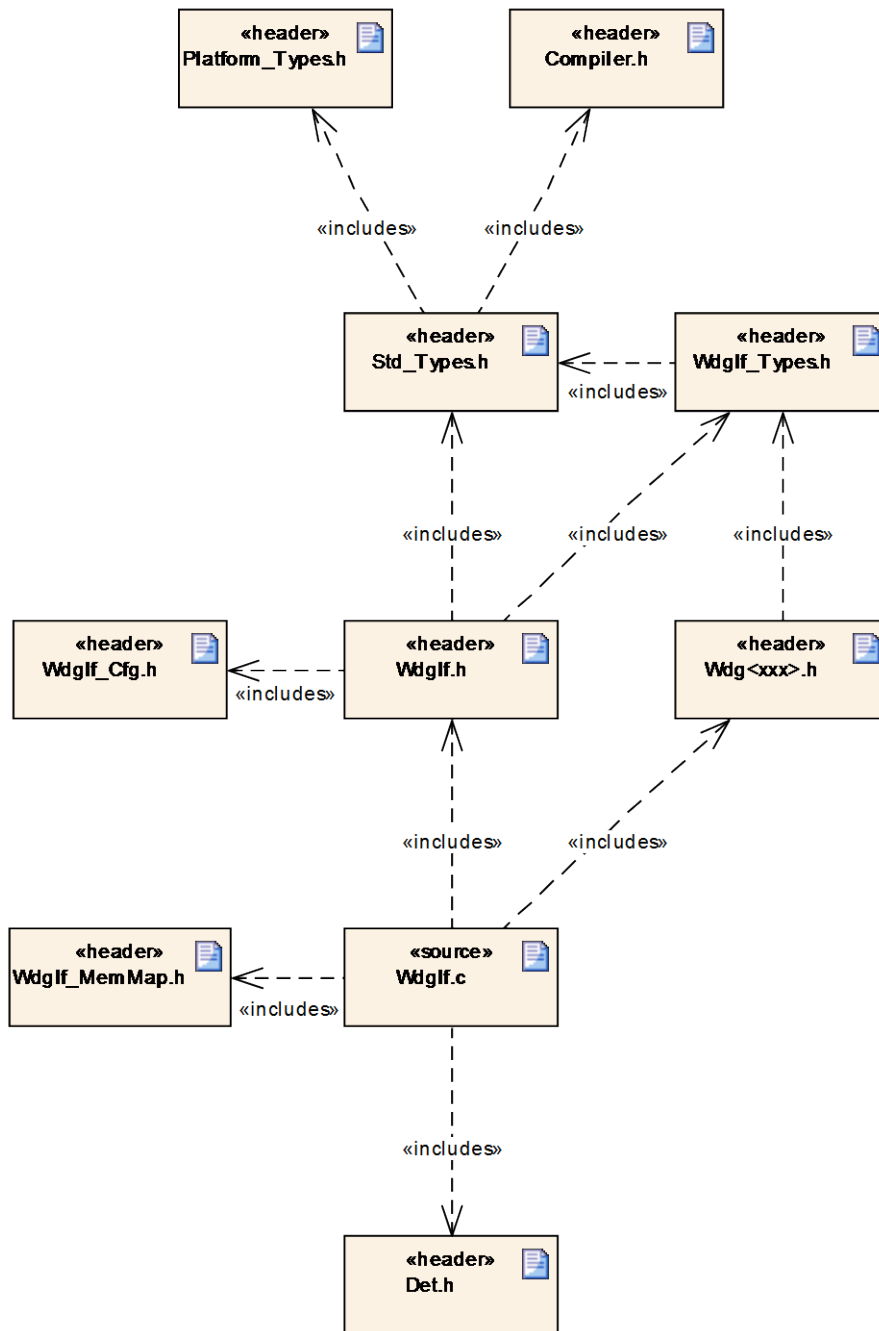 «header»
Platform_Types.h
«header»
Compiler.h
«includes»
«includes»
«header»
Std_Types.h
«header»
WdgIf_Types.h
«includes»
«includes»
«includes»
«includes»
«header»
WdgIf_Cfg.h
«header»
WdgIf.h
«header»
Wdg<xxx>.h
«includes»
«includes»
«includes»
«header»
WdgIf_MemMap.h
«source»
WdgIf.c
«includes»
«includes»
«header»
Det.h